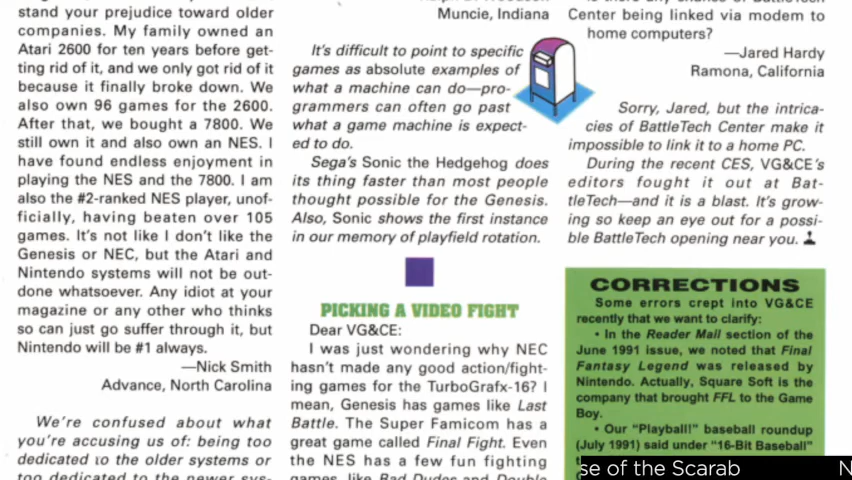 stand your prejudice toward older
companies. My family owned an
Atari 2600 for ten years before get-
ting rid of it, and we only got rid of it
because it finally broke down. We
also own 96 games for the 2600.
After that, we bought a 7800. We
still own it and also own an NES. I
have found endless enjoyment in
playing the NES and the 7800. I am
also the #2-ranked NES player, unof-
ficially, having beaten over 105
games. It's not like I don't like the
Genesis or NEC, but the Atari and
Nintendo systems will not be out-
done whatsoever. Any idiot at your
magazine or any other who thinks
so can just go suffer through it, but
Nintendo will be #1 always.
—Nick Smith
Advance, North Carolina
We're confused about what
you're accusing us of: being too
dedicated to the older systems or
too dedicated to the newer sys-
Muncie, Indiana
It's difficult to point to specific
games as absolute examples of
what a machine can do—pro-
grammers can often go past
what a game machine is expect-
ed to do.
Sega's Sonic the Hedgehog does
its thing faster than most people
thought possible for the Genesis.
Also, Sonic shows the first instance
in our memory of playfield rotation.
PICKING A VIDEO FIGHT
Dear VG&CE:
I was just wondering why NEC
hasn't made any good action/fight-
ing games for the TurboGrafx-16? I
mean, Genesis has games like Last
Battle. The Super Famicom has a
great game called Final Fight. Even
the NES has a few fun fighting
games, like Bad Dudes and Double
Center being linked via modem to
home computers?
—Jared Hardy
Ramona, California
Sorry, Jared, but the intrica-
cies of BattleTech Center make it
impossible to link it to a home PC.
During the recent CES, VG&CE's
editors fought it out at Bat-
tleTech—and it is a blast. It's grow-
ing so keep an eye out for a possi-
ble BattleTech opening near you.
CORRECTIONS
Some errors crept into VG&CE
recently that we want to clarify:
• In the Reader Mail section of the
June 1991 issue, we noted that Final
Fantasy Legend was released by
Nintendo. Actually, Square Soft is the
company that brought FFL to the Game
Boy.
• Our "Playball!" baseball roundup
(July 1991) said under "16-Bit Baseball"
se of the Scarab N